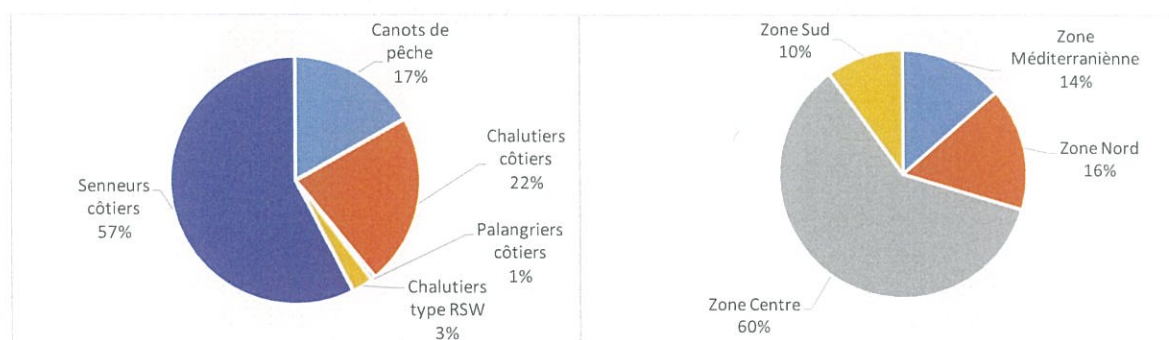 Canots de
pêche
17%
Chalutiers
côtiers
22%
Palangriers
côtiers
1%
Chalutiers
type RSW
3%
Senneurs
côtiers
57%
Zone Sud
10%
Zone
Méditerraniènne
14%
Zone Nord
16%
Zone Centre
60%